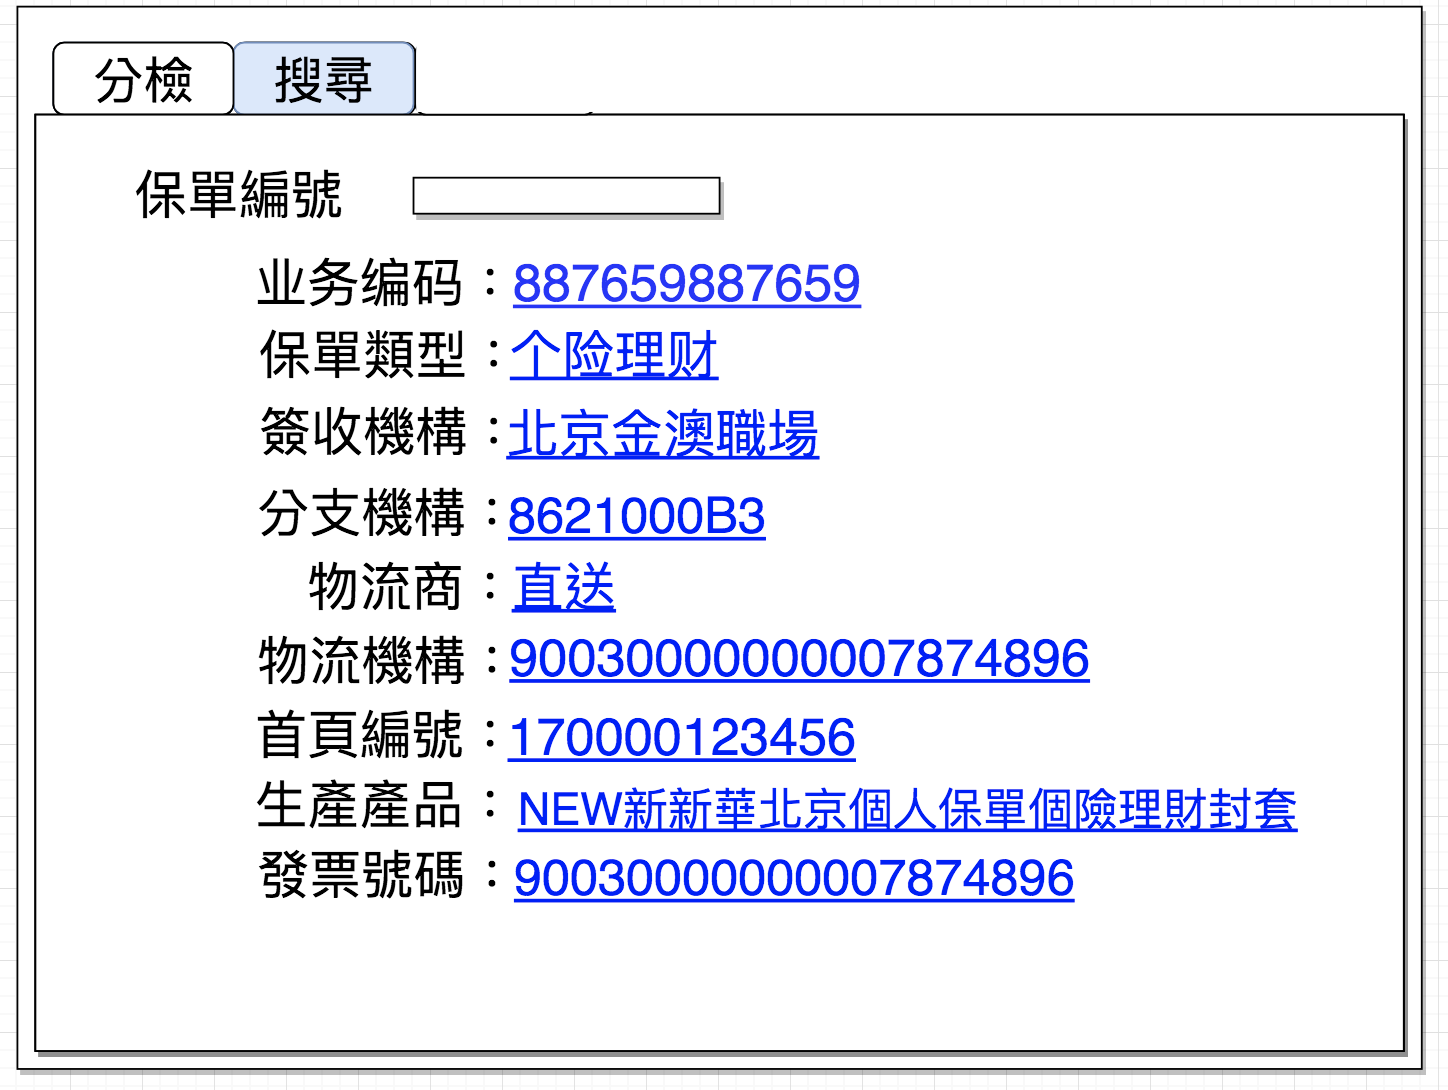 分檢 搜尋
保單編號
业务编码：887659887659
保單類型：个险理财
簽收機構：北京金澳職場
分支機構：8621000B3
物流商：直送
物流機構：90030000000007874896
首頁編號：170000123456
生產產品：NEW新新華北京個人保單個險理財封套
發票號碼：90030000000007874896